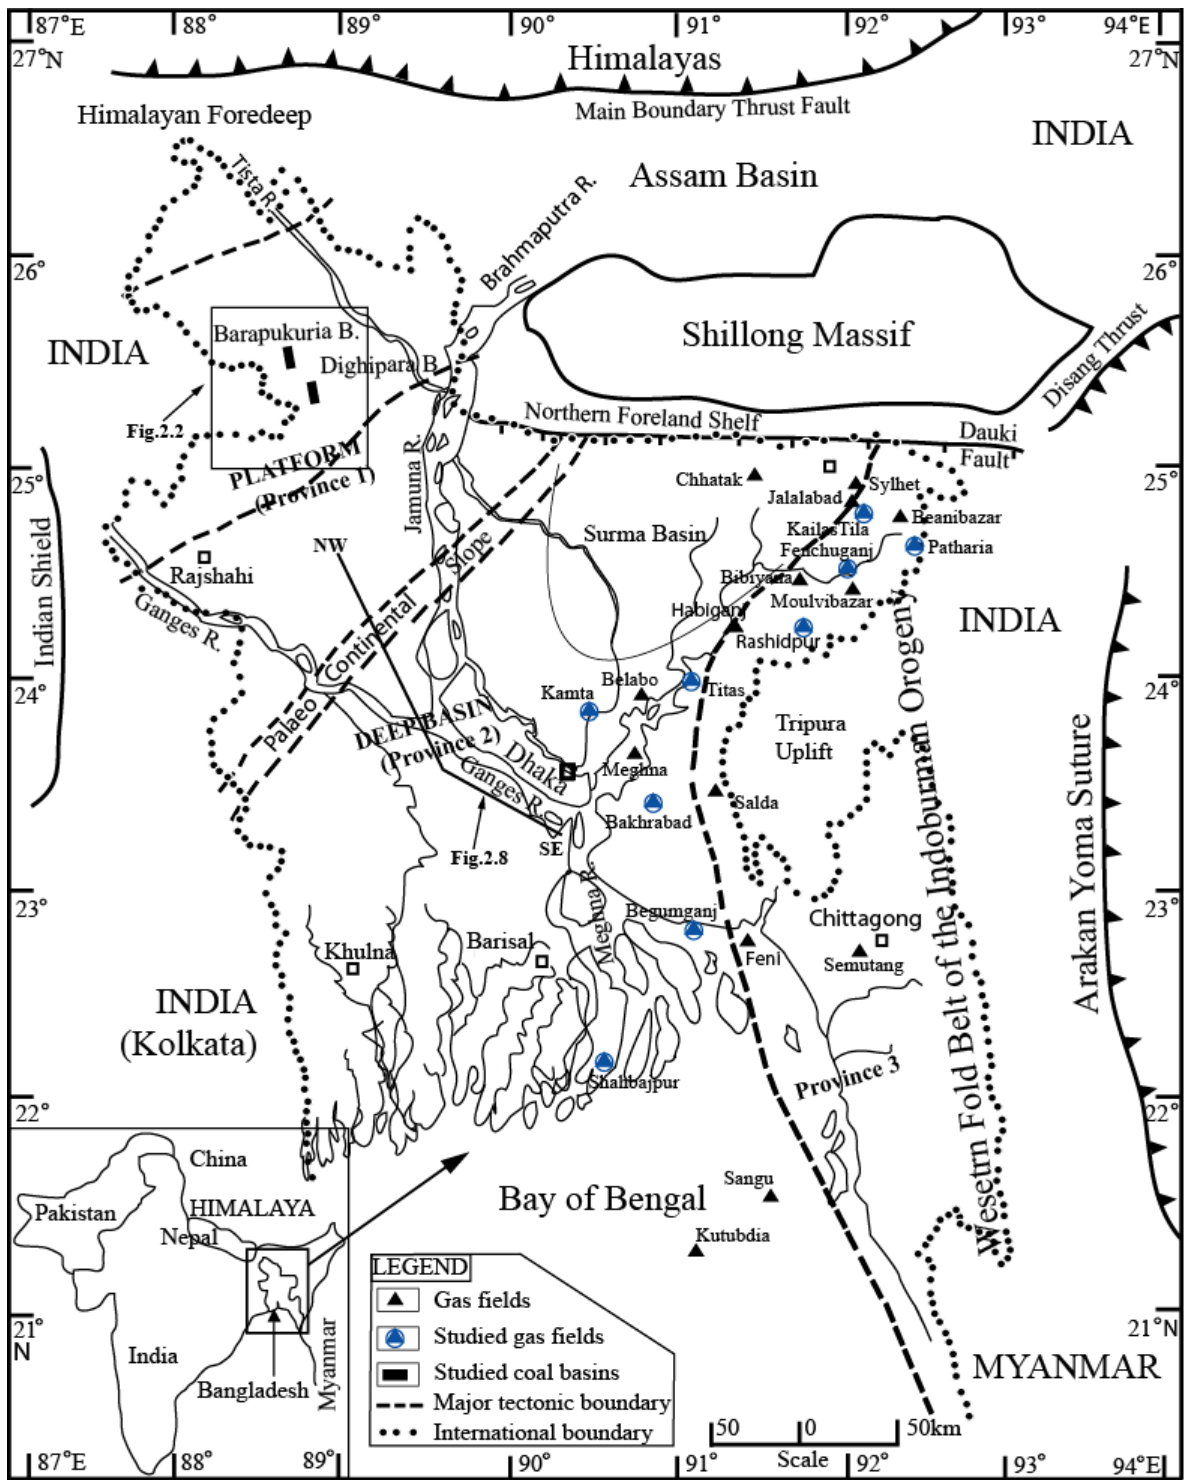 87°E
88°
89°
90°
91°
92°
93°
94°E
27°N
27°N
Himalayas
Main Boundary Thrust Fault
Himalayan Foredeep
INDIA
Assam Basin
Tista R.
Brahmaputra R.
26°
26°
Shillong Massif
Disang Thrust
INDIA
Barapukuria B.
Dighipara B
Fig.2.2
Northern Foreland Shelf
Dauki
Fault
PLATFORM
(Province 1)
Jamuna R.
25°
25°
Chhatak
Sylhet
Jalalabad
KailasTila
Beanibazar
Surma Basin
Fenchuganj
Patharia
Indian Shield
NW
Slope
Rajshahi
Bibiyana
Moulvibazar
Ganges R.
Continental
Habiganj
Rashidpur
INDIA
24°
24°
Palaeo
Belabo
Kamta
Titas
DEEP BASIN
(Province 2)
Tripura
Uplift
Dhaka
Meghna
Ganges R.
Salda
Bakhrabad
Fig.2.8
SE
Arakan Yoma Suture
Wesetrn Fold Belt of the Indoburman Orogeny
23°
23°
Meghna R.
Begumganj
Chittagong
Khulna
Barisal
Feni
Semutang
INDIA
(Kolkata)
Shahbajpur
Province 3
22°
22°
China
Sangu
Bay of Bengal
HIMALAYA
Pakistan
Nepal
Kutubdia
LEGEND
Gas fields
Studied gas fields
Studied coal basins
Major tectonic boundary
International boundary
21°
N
21°N
India
Myanmar
Bangladesh
MYANMAR
50
0
50km
Scale
87°E
88°
89°
90°
91°
92°
93°
94°E